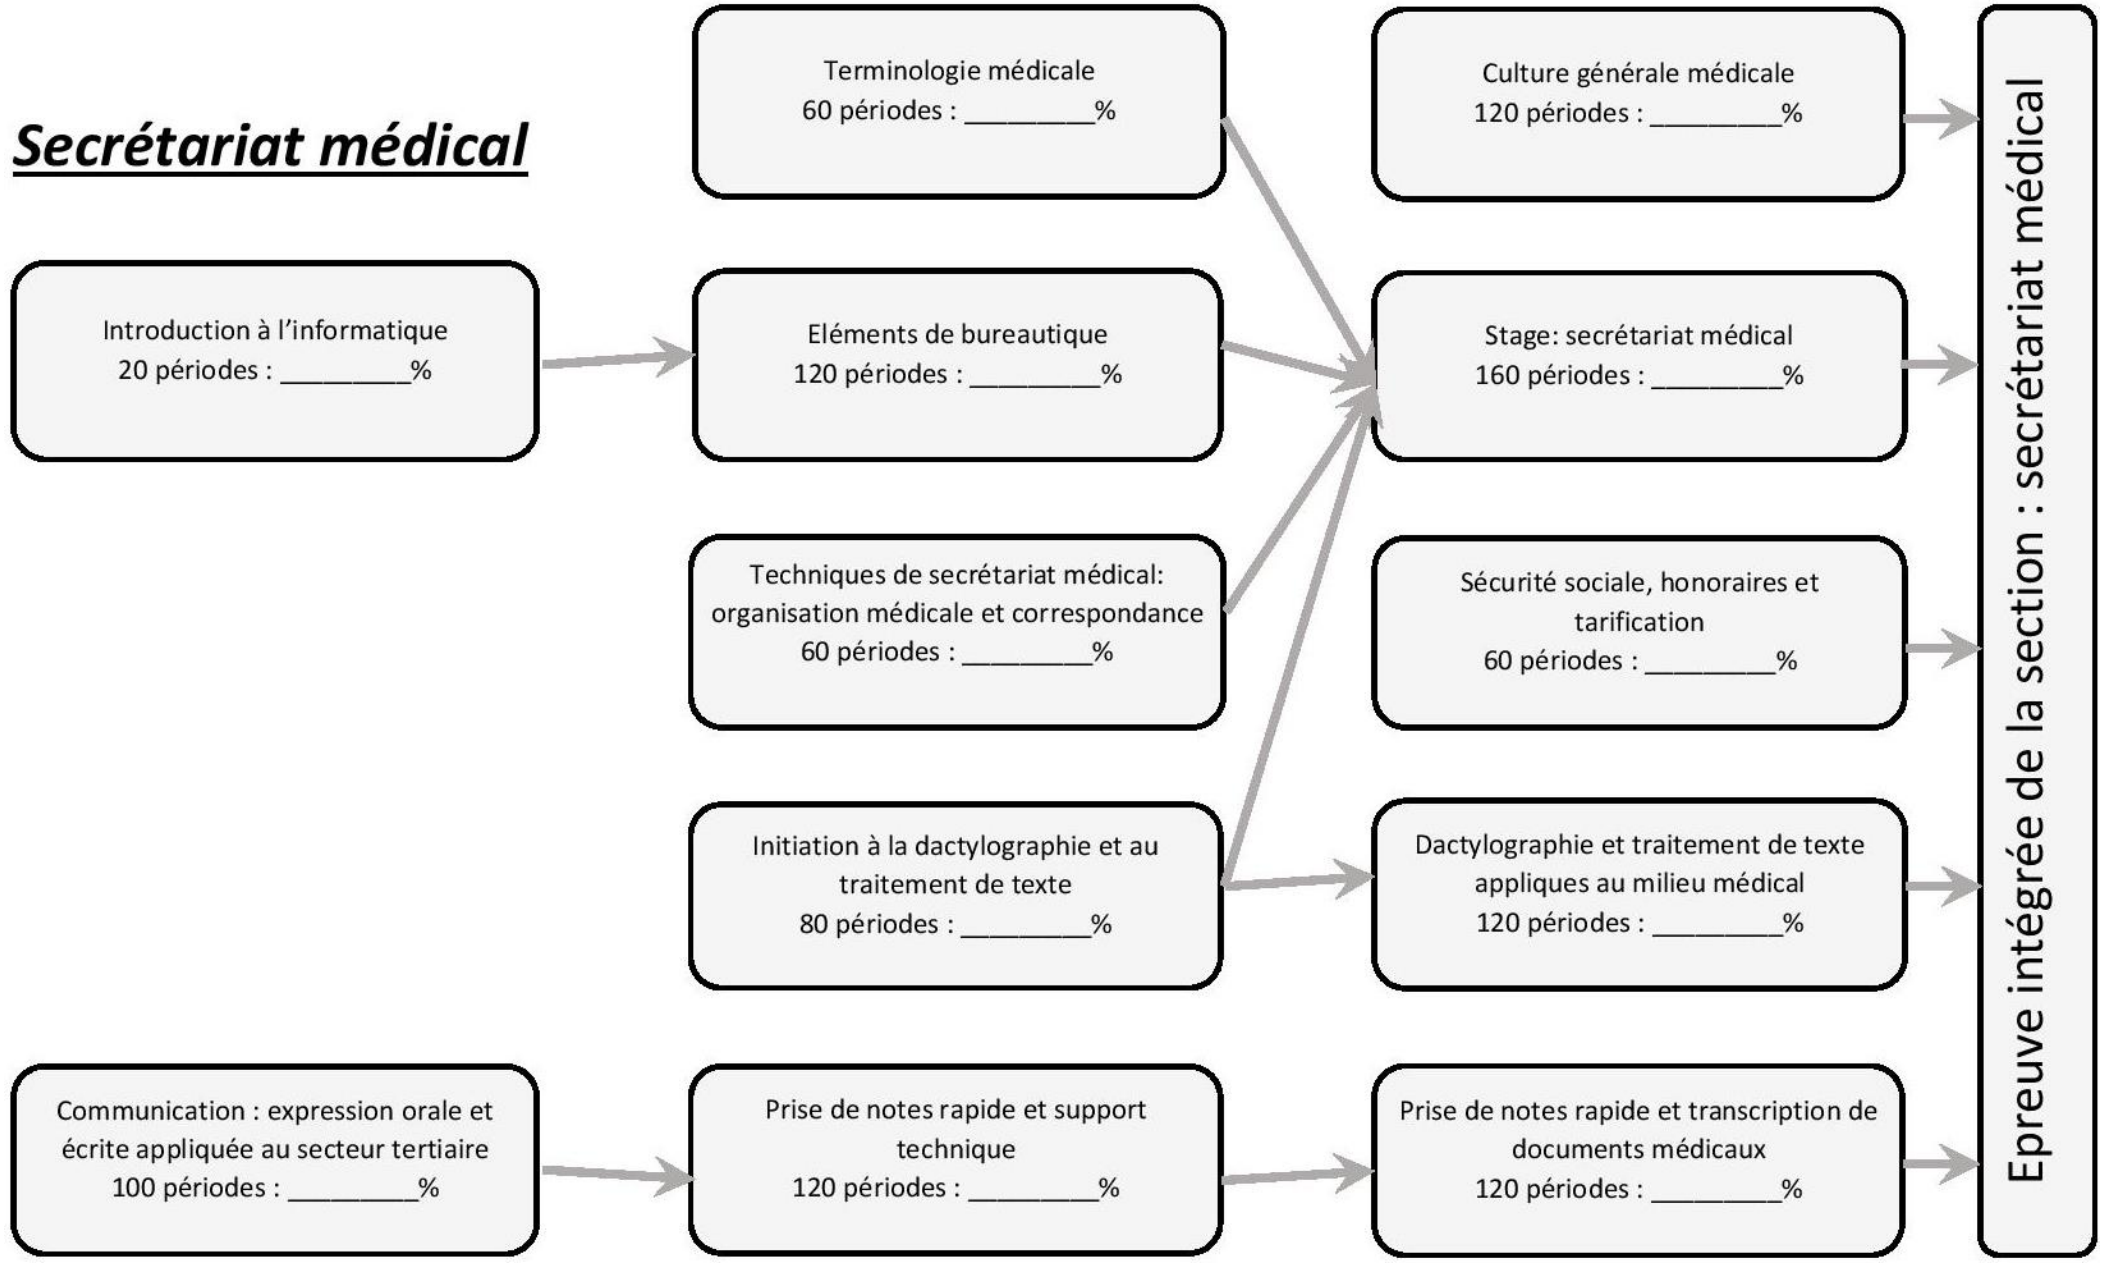 Secrétariat médical
Terminologie médicale
60 périodes : _________%
Culture générale médicale
120 périodes : _________%
Introduction à l’informatique
20 périodes : _________%
Eléments de bureautique
120 périodes : _________%
Stage: secrétariat médical
160 périodes : _________%
Techniques de secrétariat médical:
organisation médicale et correspondance
60 périodes : _________%
Sécurité sociale, honoraires et
tarification
60 périodes : _________%
Initiation à la dactylographie et au
traitement de texte
80 périodes : _________%
Dactylographie et traitement de texte
appliques au milieu médical
120 périodes : _________%
Communication : expression orale et
écrite appliquée au secteur tertiaire
100 périodes : _________%
Prise de notes rapide et support
technique
120 périodes : _________%
Prise de notes rapide et transcription de
documents médicaux
120 périodes : _________%
Epreuve intégrée de la section : secrétariat médical